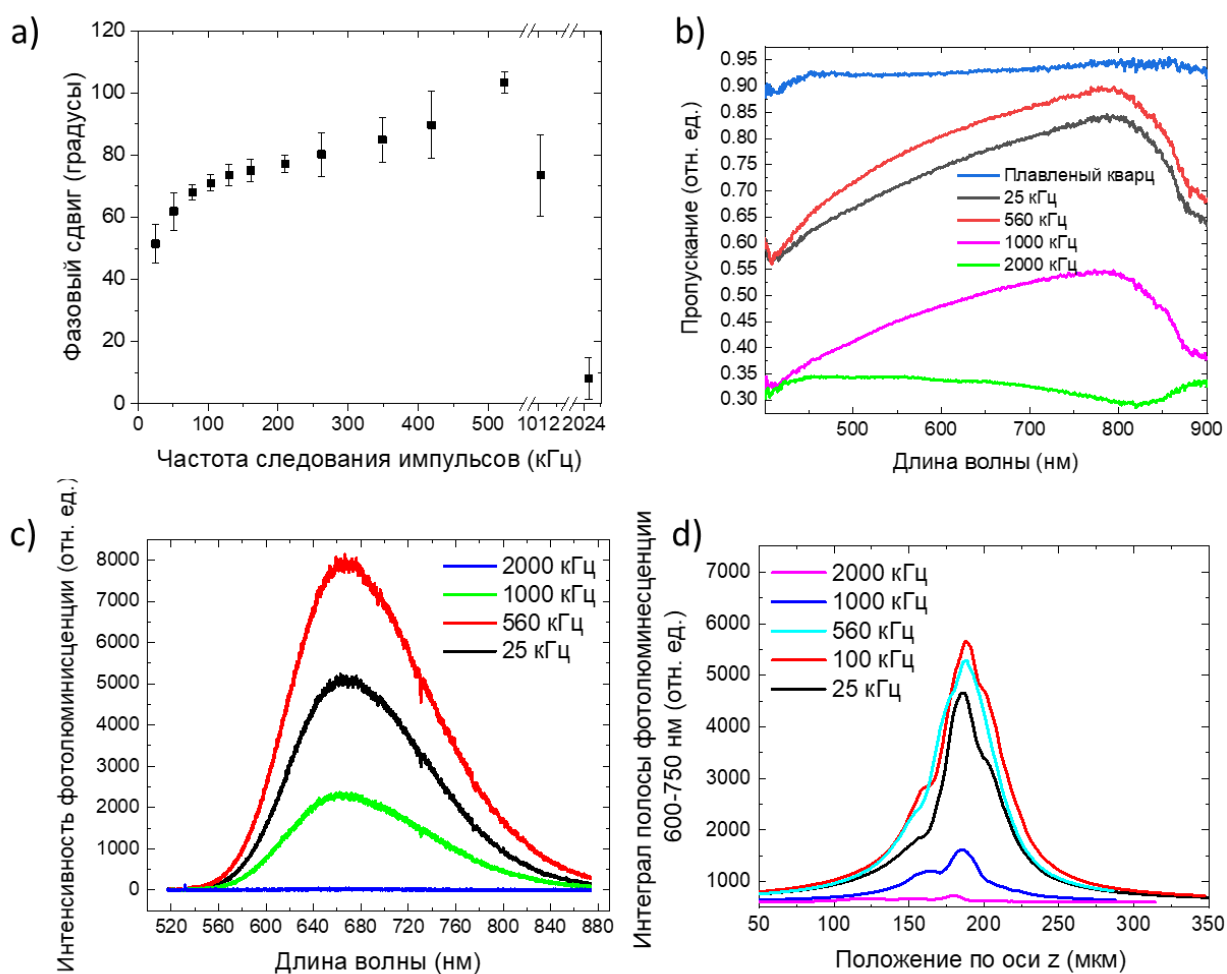 a)
Фазовый сдвиг (градусы)
120
100
80
60
40
20
0
0 100 200 300 400 500 1012 2024
Частота следования импульсов (кГц)
b)
Пропускание (отн. ед.)
0.95
0.90
0.85
0.80
0.75
0.70
0.65
0.60
0.55
0.50
0.45
0.40
0.35
0.30
Плавленый кварц
25 кГц
560 кГц
1000 кГц
2000 кГц
500 600 700 800 900
Длина волны (нм)
c)
Интенсивность фотолюминисценции (отн. ед.)
8000
7000
6000
5000
4000
3000
2000
1000
0
2000 кГц
1000 кГц
560 кГц
25 кГц
520 560 600 640 680 720 760 800 840 880
Длина волны (нм)
d)
Интеграл полосы фотолюминесценции
600-750 нм (отн. ед.)
7000
6000
5000
4000
3000
2000
1000
2000 кГц
1000 кГц
560 кГц
100 кГц
25 кГц
50 100 150 200 250 300 350
Положение по оси z (мкм)